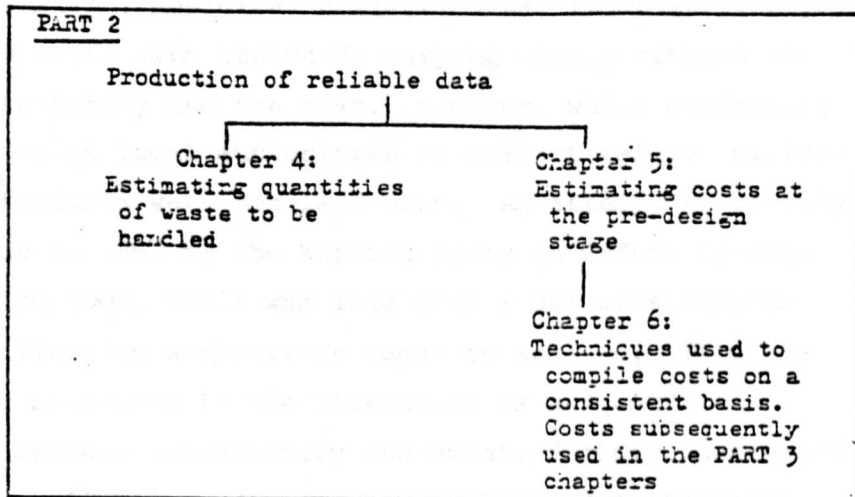 PART 2
Production of reliable data
Chapter 4:
Estimating quantities
of waste to be
handled
Chapter 5:
Estimating costs at
the pre-design
stage
Chapter 6:
Techniques used to
compile costs on a
consistent basis.
Costs subsequently
used in the PART 3
chapters